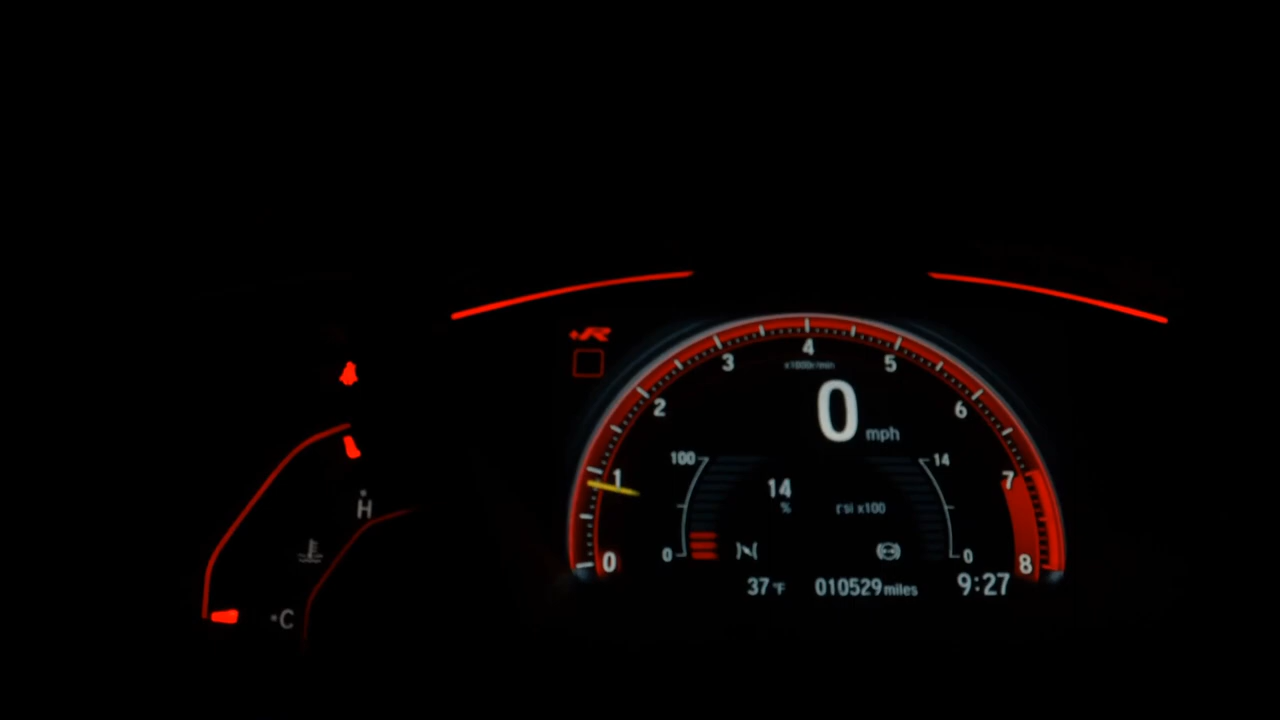 +R
4
3 5
x1000r/min
2 0 6
mph
100 14
1 14 7
% psi x100
0 0
0 8
37°F 010529 miles 9:27
H
C